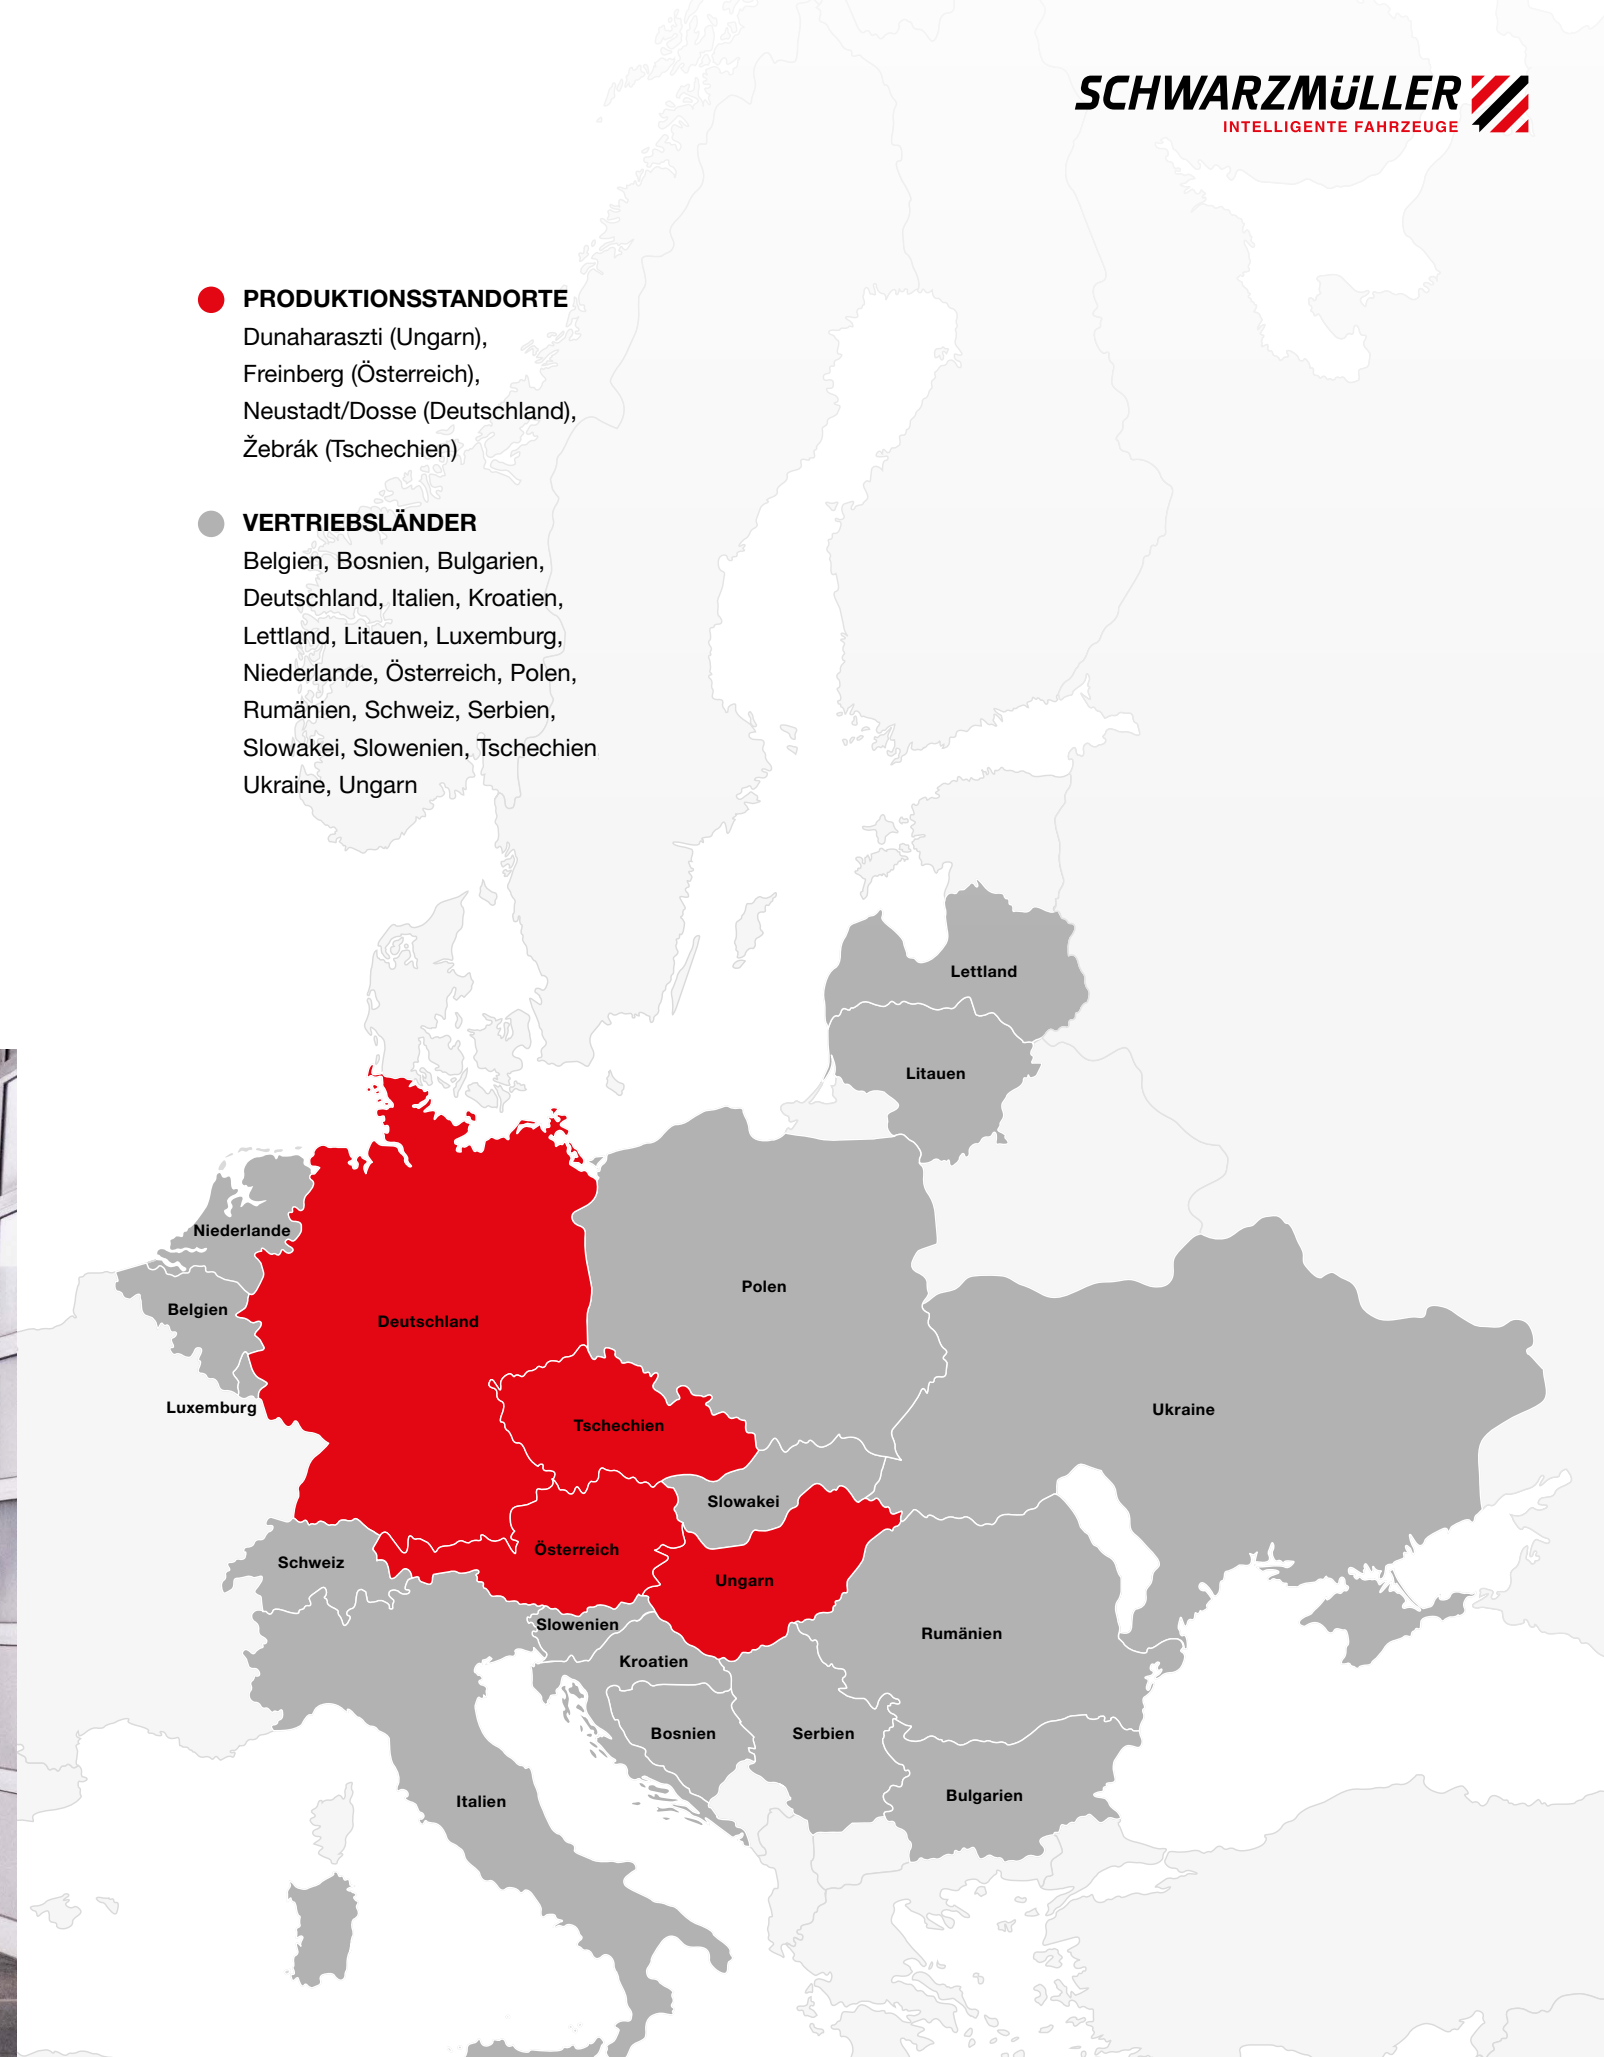 SCHWARZMÜLLER
INTELLIGENTE FAHRZEUGE
PRODUKTIONSSTANDORTE
Dunaharaszti (Ungarn),
Freinberg (Österreich),
Neustadt/Dosse (Deutschland),
Žebrák (Tschechien)
VERTRIEBSLÄNDER
Belgien, Bosnien, Bulgarien,
Deutschland, Italien, Kroatien,
Lettland, Litauen, Luxemburg,
Niederlande, Österreich, Polen,
Rumänien, Schweiz, Serbien,
Slowakei, Slowenien, Tschechien
Ukraine, Ungarn
Lettland
Litauen
Niederlande
Polen
Belgien
Deutschland
Luxemburg
Ukraine
Tschechien
Slowakei
Österreich
Schweiz
Ungarn
Slowenien
Rumänien
Kroatien
Bosnien
Serbien
Bulgarien
Italien